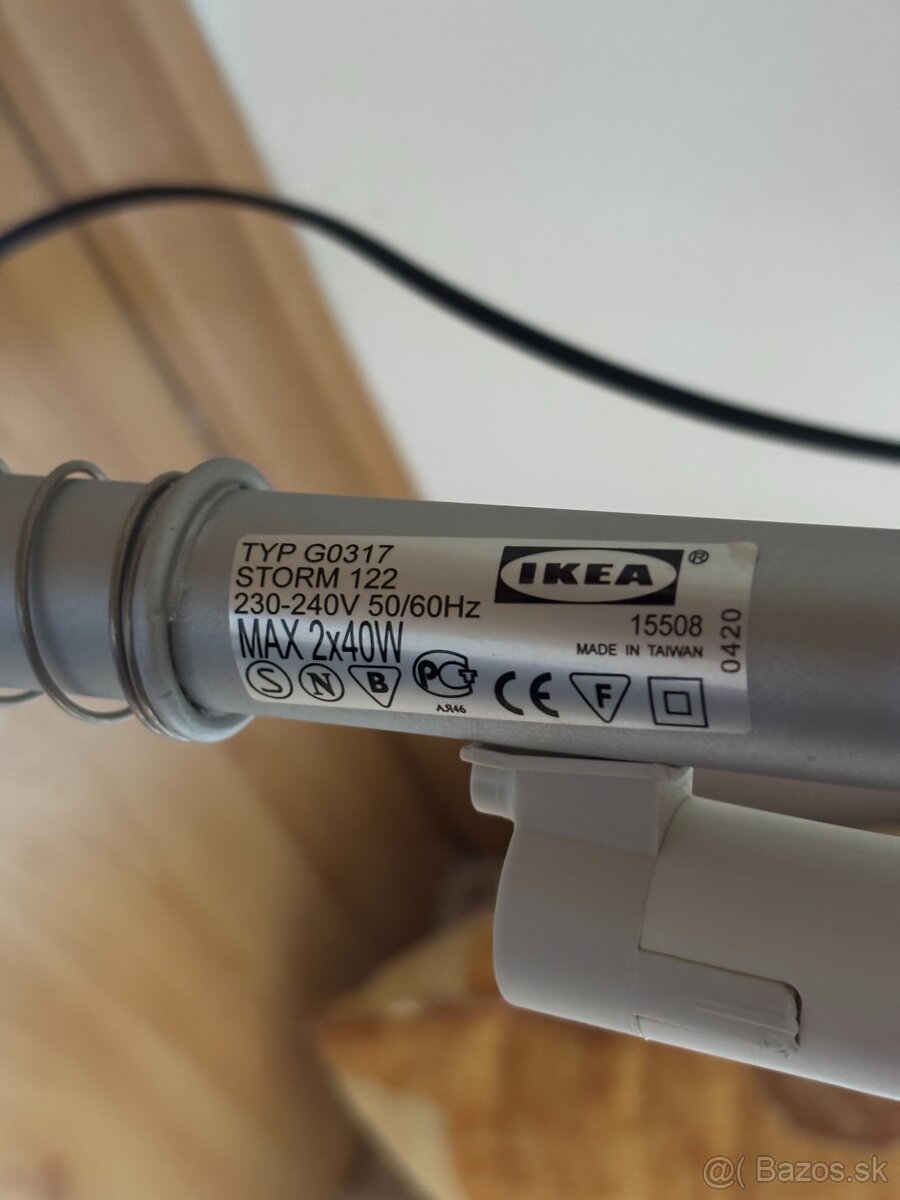 TYP G0317
STORM 122
230-240V 50/60Hz
MAX 2x40W
S N B PCT CE F
АЯ46
IKEA®
15508
MADE IN TAIWAN
0420
@( Bazos.sk